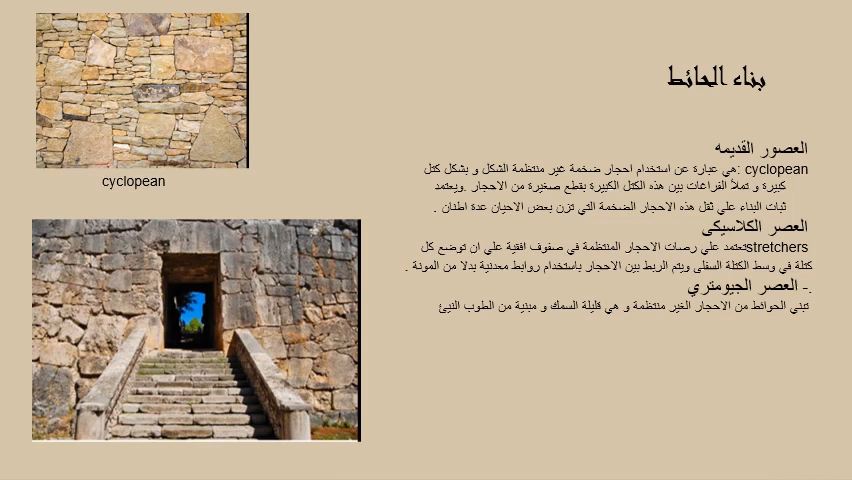 بناء الحائط
العصور القديمه
cyclopean :هي عبارة عن استخدام احجار ضخمة غير منتظمة الشكل و بشكل كتل
كبيرة و تملأ الفراغات بين هذه الكتل الكبيرة بقطع صغيرة من الاحجار .ويعتمد
ثبات البناء علي ثقل هذه الاحجار الضخمة التي تزن بعض الاحيان عدة اطنان .
العصر الكلاسيكى
stretchersتعتمد علي رصات الاحجار المنتظمة في صفوف افقية علي ان توضع كل
كتلة في وسط الكتلة السفلى ويتم الربط بين الاحجار باستخدام روابط معدنية بدلا من المونة .
.- العصر الجيومتري
تبني الحوائط من الاحجار الغير منتظمة و هي قليلة السمك و مبنية من الطوب النيئ
cyclopean